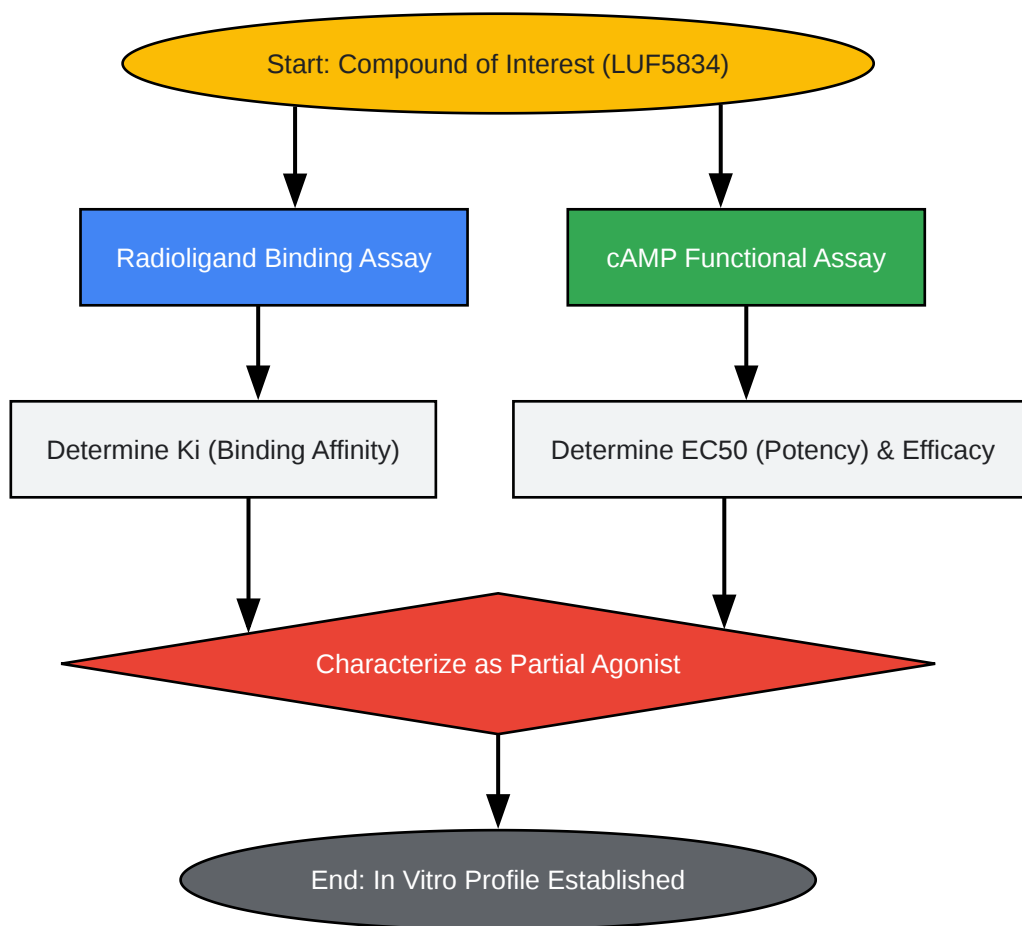 Start: Compound of Interest (LUF5834)
Radioligand Binding Assay
cAMP Functional Assay
Determine Ki (Binding Affinity)
Determine EC50 (Potency) & Efficacy
Characterize as Partial Agonist
End: In Vitro Profile Established